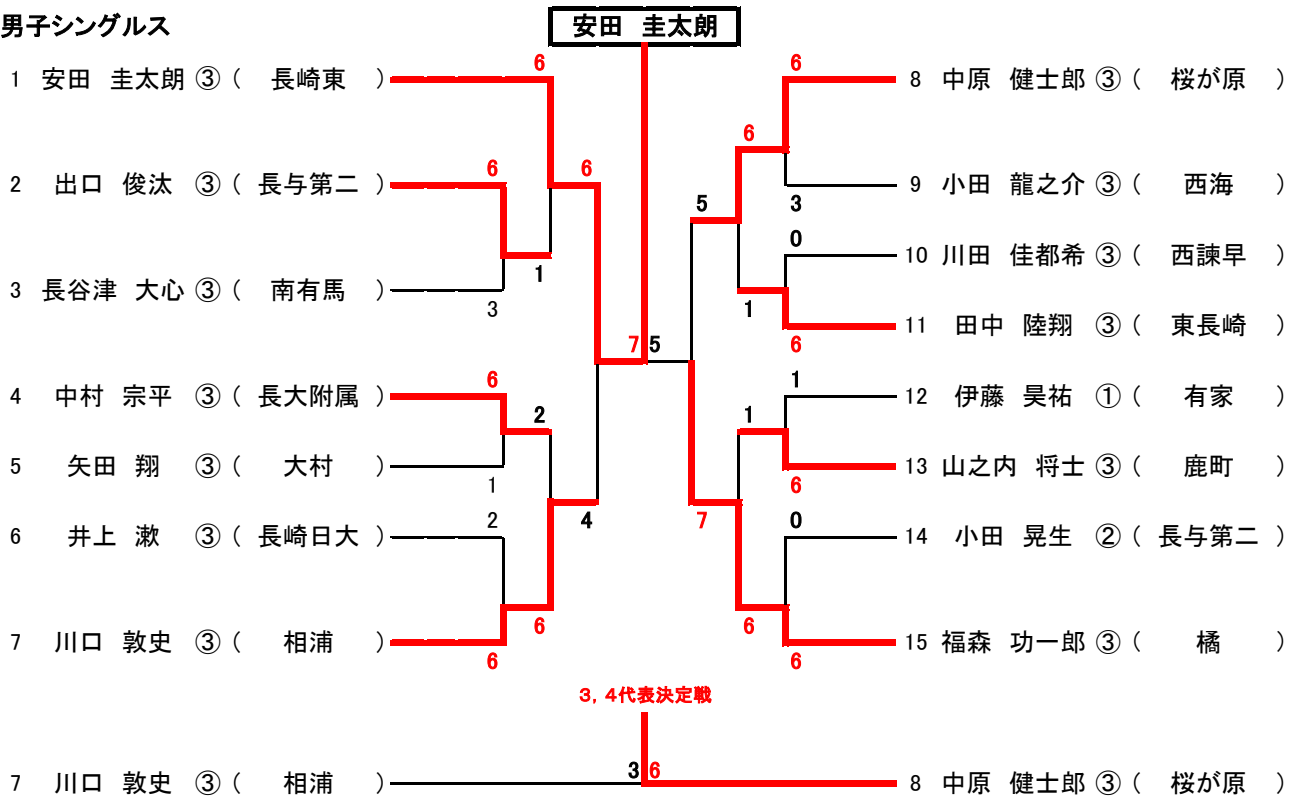 男子シングルス
安田 圭太朗
1 安田 圭太朗 ③ ( 長崎東 )
6
6
6
8 中原 健士郎 ③ ( 桜が原 )
6
2 出口 俊汰 ③ ( 長与第二 )
6
6
9 小田 龍之介 ③ ( 西海 )
3
5
0
10 川田 佳都希 ③ ( 西諫早 )
1
3 長谷津 大心 ③ ( 南有馬 )
3
1
11 田中 陸翔 ③ ( 東長崎 )
6
7 5
4 中村 宗平 ③ ( 長大附属 )
6
2
1
12 伊藤 昊祐 ① ( 有家 )
1
5 矢田 翔 ③ ( 大村 )
1
13 山之内 将士 ③ ( 鹿町 )
6
6 井上 漱 ③ ( 長崎日大 )
2
4
7
0
14 小田 晃生 ② ( 長与第二 )
6
6
7 川口 敦史 ③ ( 相浦 )
6
15 福森 功一郎 ③ ( 橘 )
6
3, 4代表決定戦
3 6
7 川口 敦史 ③ ( 相浦 )
8 中原 健士郎 ③ ( 桜が原 )